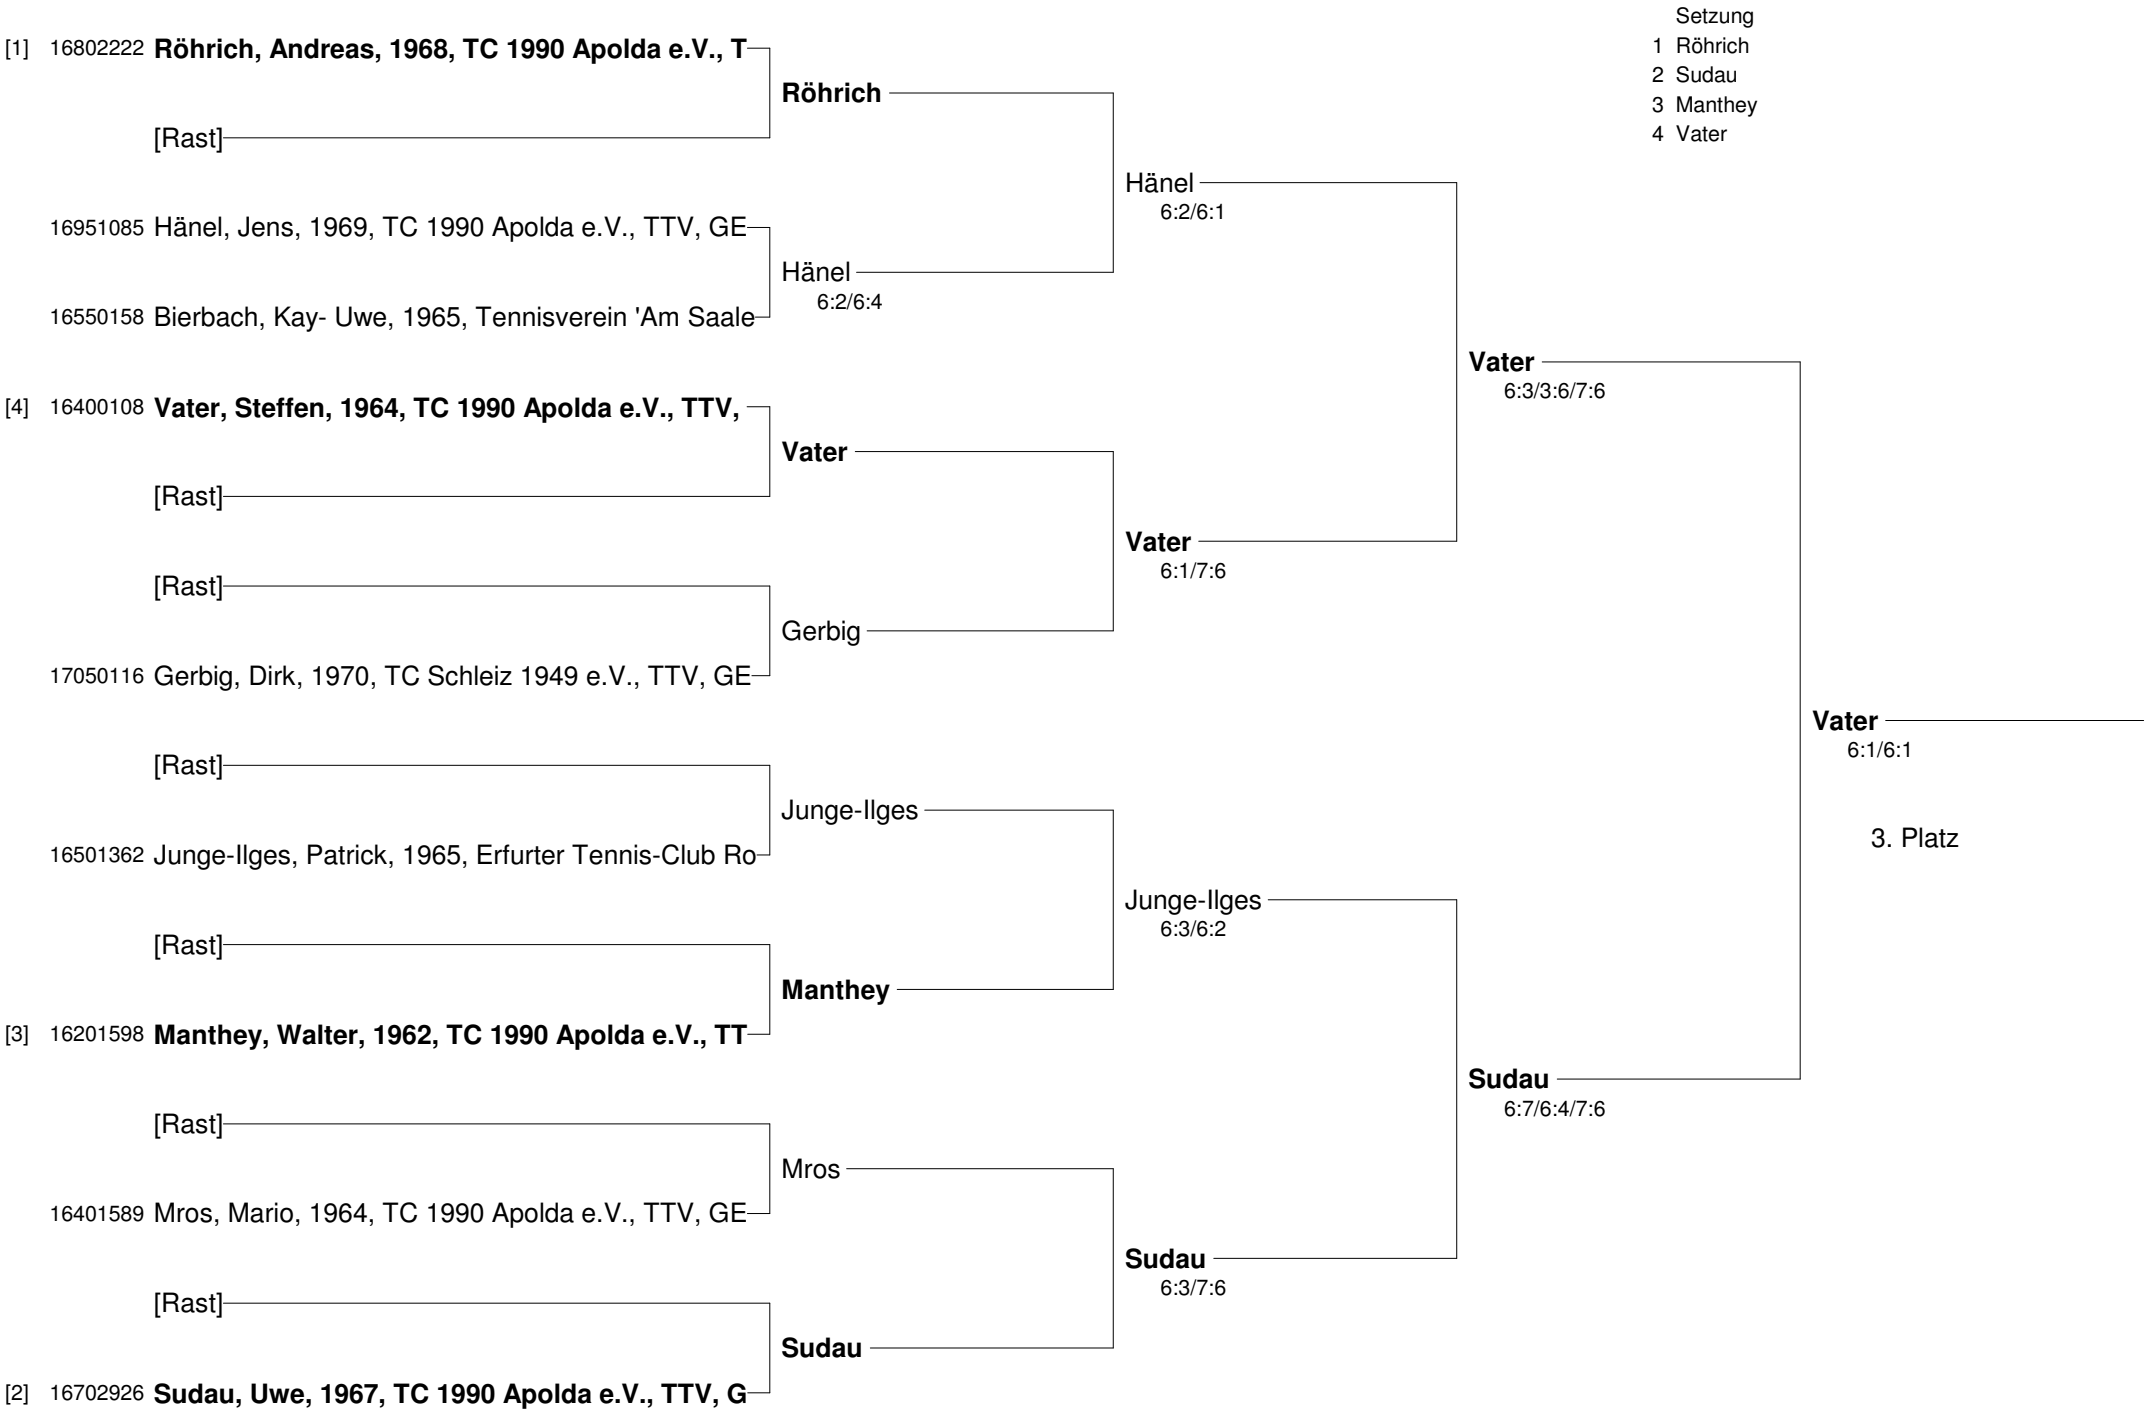 Setzung
1 Röhrich
2 Sudau
3 Manthey
4 Vater
[1] 16802222 Röhrich, Andreas, 1968, TC 1990 Apolda e.V., T
Röhrich
[Rast]
Hänel
6:2/6:1
16951085 Hänel, Jens, 1969, TC 1990 Apolda e.V., TTV, GE
Hänel
6:2/6:4
16550158 Bierbach, Kay- Uwe, 1965, Tennisverein 'Am Saale
Vater
6:3/3:6/7:6
[4] 16400108 Vater, Steffen, 1964, TC 1990 Apolda e.V., TTV,
Vater
[Rast]
Vater
6:1/7:6
[Rast]
Gerbig
17050116 Gerbig, Dirk, 1970, TC Schleiz 1949 e.V., TTV, GE
Vater
6:1/6:1
[Rast]
Junge-Ilges
3. Platz
16501362 Junge-Ilges, Patrick, 1965, Erfurter Tennis-Club Ro
Junge-Ilges
6:3/6:2
[Rast]
Manthey
[3] 16201598 Manthey, Walter, 1962, TC 1990 Apolda e.V., TT
Sudau
6:7/6:4/7:6
[Rast]
Mros
16401589 Mros, Mario, 1964, TC 1990 Apolda e.V., TTV, GE
Sudau
6:3/7:6
[Rast]
Sudau
[2] 16702926 Sudau, Uwe, 1967, TC 1990 Apolda e.V., TTV, G